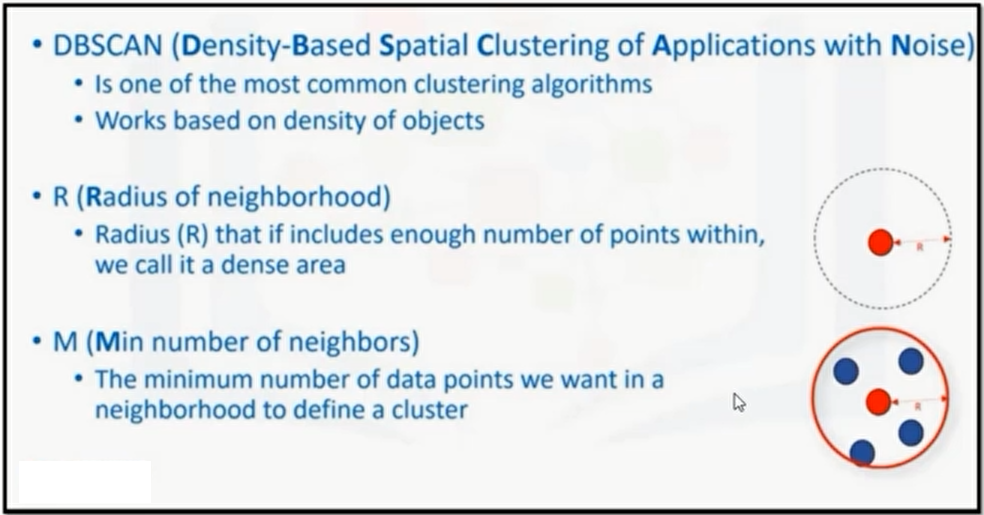 • DBSCAN (Density-Based Spatial Clustering of Applications with Noise)
• Is one of the most common clustering algorithms
• Works based on density of objects
• R (Radius of neighborhood)
• Radius (R) that if includes enough number of points within,
we call it a dense area
R
• M (Min number of neighbors)
• The minimum number of data points we want in a
neighborhood to define a cluster
R